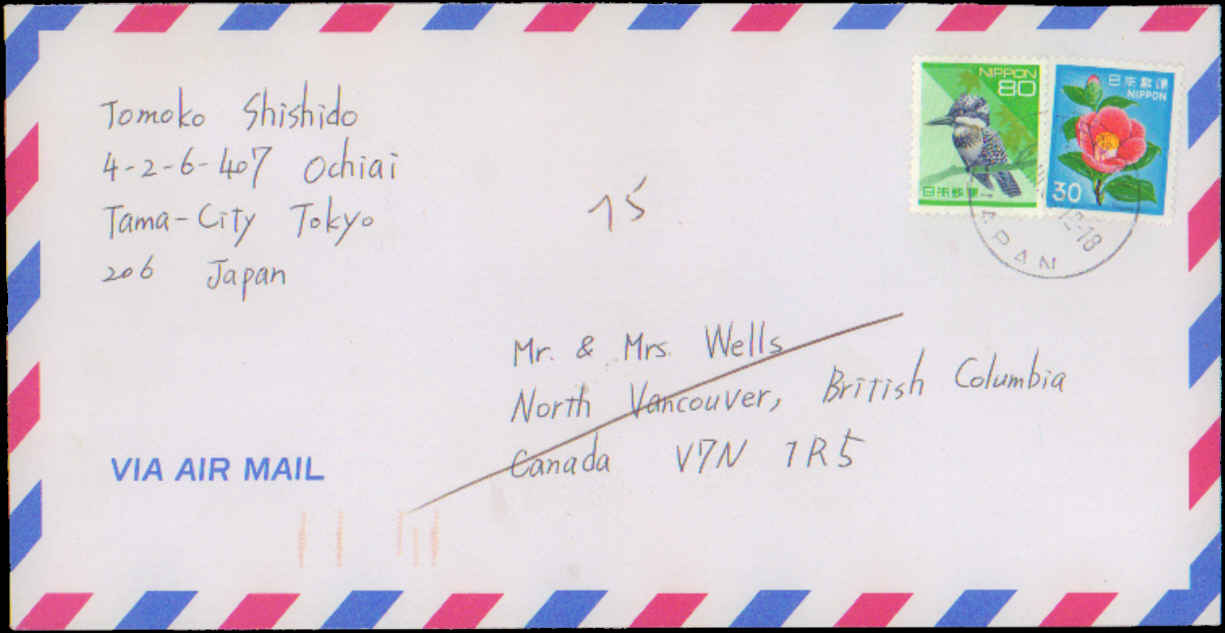 Tomoko Shishido
4-2-6-407 Ochiai
Tama-City Tokyo
206 Japan
15
NIPPON
80
日本郵便
日本郵便
NIPPON
30
JAPAN
Mr. & Mrs. Wells
North Vancouver, British Columbia
Canada V7N 1R5
VIA AIR MAIL